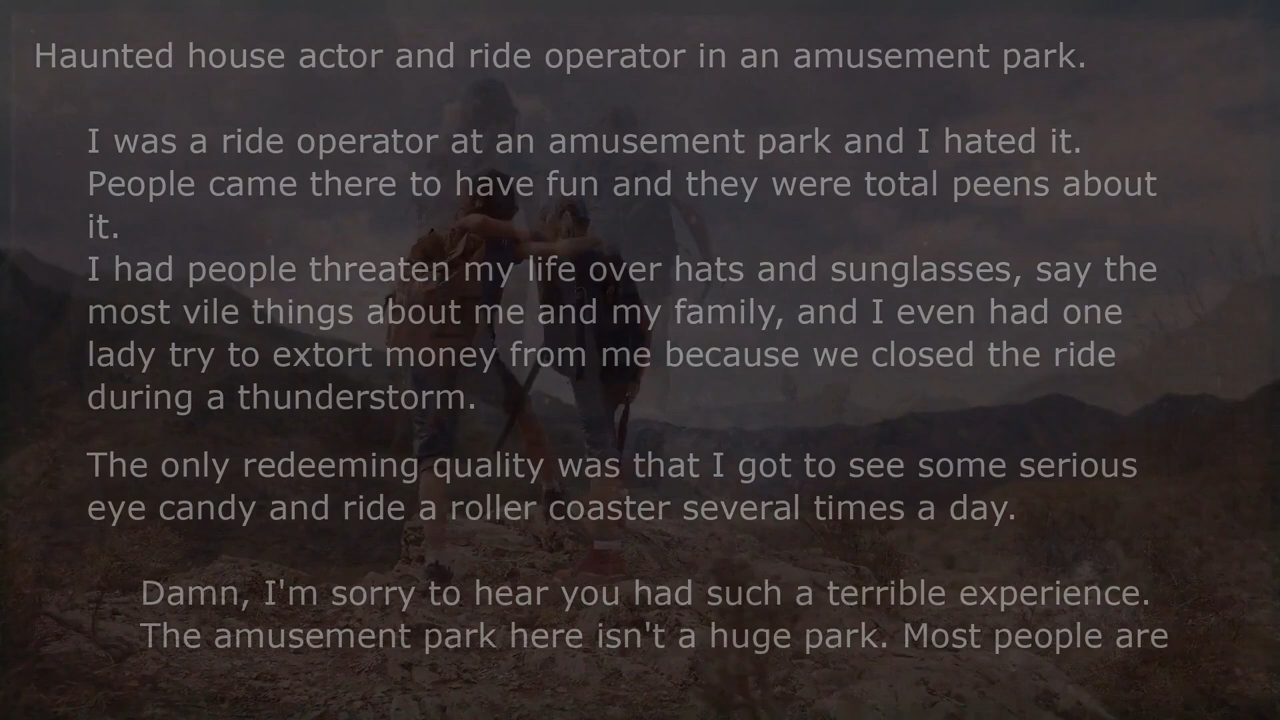 Haunted house actor and ride operator in an amusement park.
I was a ride operator at an amusement park and I hated it.
People came there to have fun and they were total peens about
it.
I had people threaten my life over hats and sunglasses, say the
most vile things about me and my family, and I even had one
lady try to extort money from me because we closed the ride
during a thunderstorm.
The only redeeming quality was that I got to see some serious
eye candy and ride a roller coaster several times a day.
Damn, I'm sorry to hear you had such a terrible experience.
The amusement park here isn't a huge park. Most people are